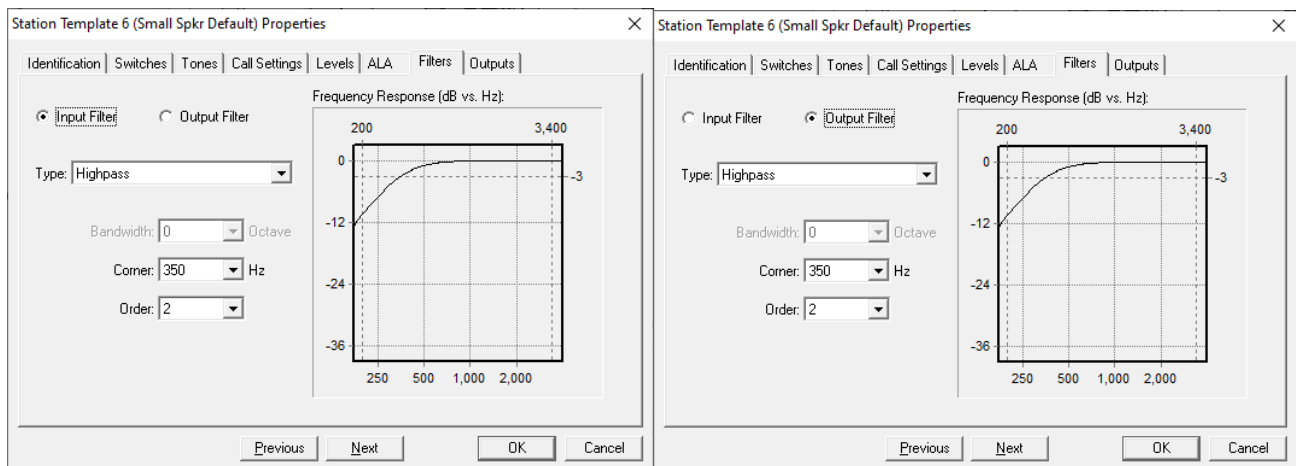 Station Template 6 (Small Spkr Default) Properties
Identification Switches Tones Call Settings Levels ALA Filters Outputs
Input Filter Output Filter
Frequency Response (dB vs. Hz):
200 3,400
Type: Highpass
0
-3
Bandwidth: 0 Octave
-12
Corner: 350 Hz
-24
Order: 2
-36
250 500 1,000 2,000
Previous Next OK Cancel
Station Template 6 (Small Spkr Default) Properties
Identification Switches Tones Call Settings Levels ALA Filters Outputs
Input Filter Output Filter
Frequency Response (dB vs. Hz):
200 3,400
Type: Highpass
0
-3
Bandwidth: 0 Octave
-12
Corner: 350 Hz
-24
Order: 2
-36
250 500 1,000 2,000
Previous Next OK Cancel